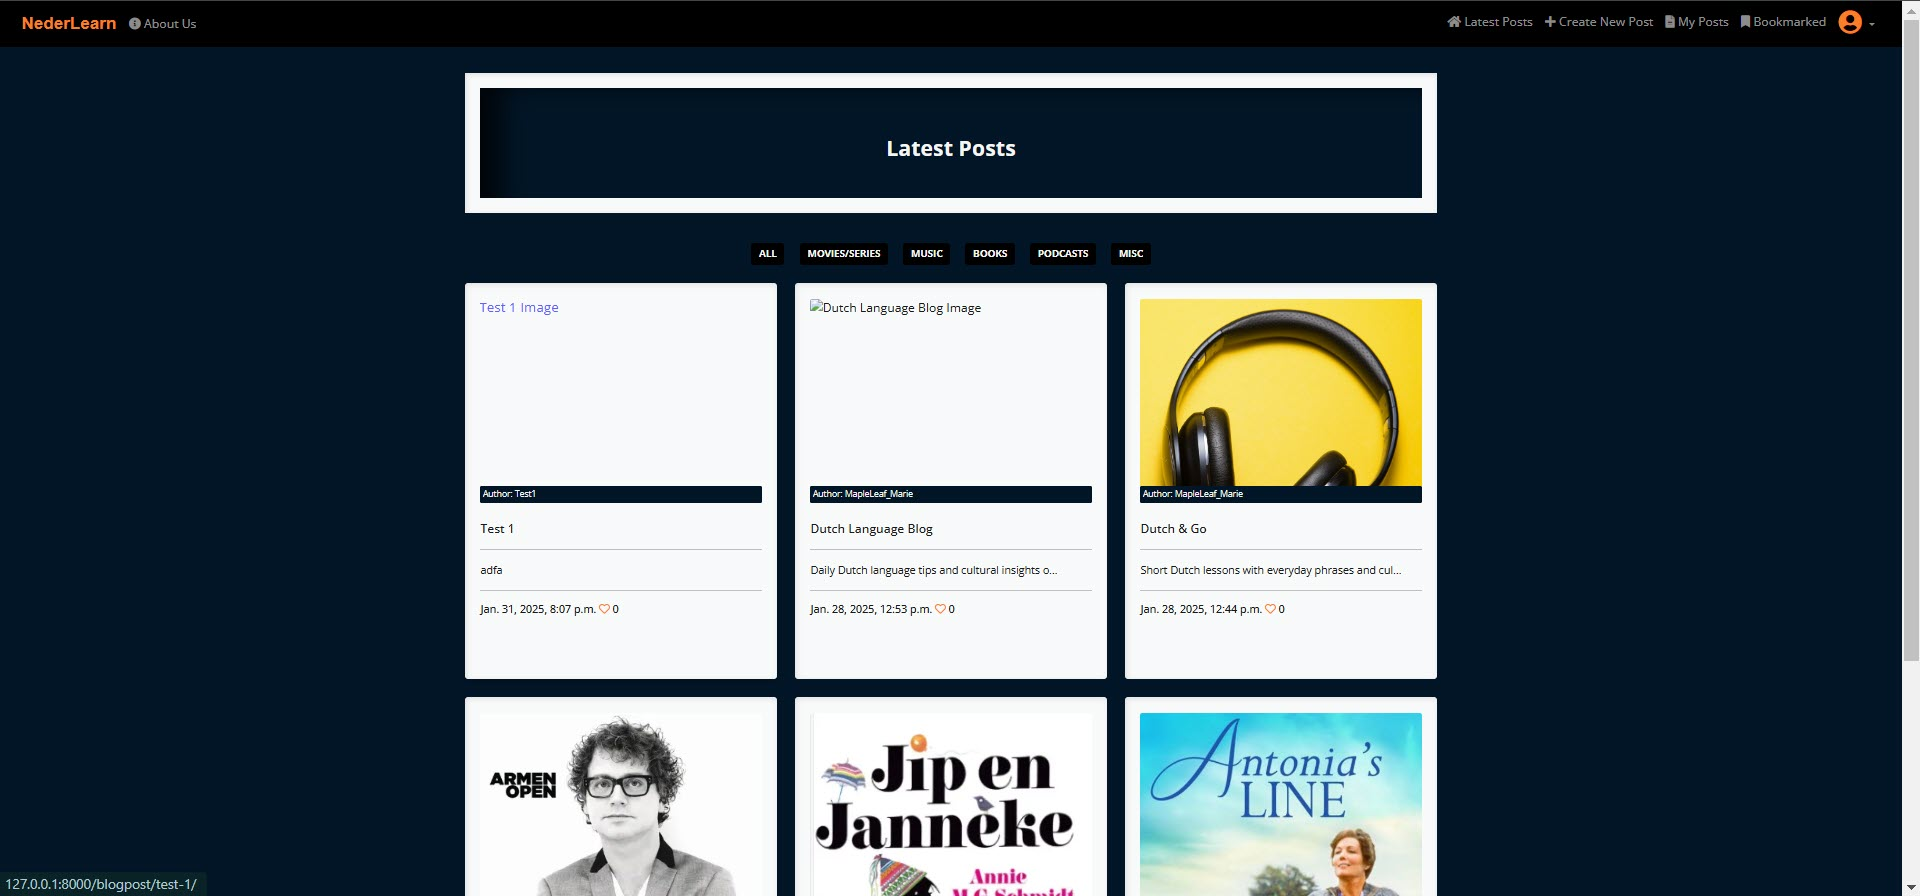 NederLearn About Us Latest Posts Create New Post My Posts Bookmarked
Latest Posts
ALL MOVIES/SERIES MUSIC BOOKS PODCASTS MISC
Test 1 Image
Author: Test1
Test 1
adfa
Jan. 31, 2025, 8:07 p.m. 0
Dutch Language Blog Image
Author: MapleLeaf_Marie
Dutch Language Blog
Daily Dutch language tips and cultural insights o...
Jan. 28, 2025, 12:53 p.m. 0
Author: MapleLeaf_Marie
Dutch & Go
Short Dutch lessons with everyday phrases and cul...
Jan. 28, 2025, 12:44 p.m. 0
ARMEN
OPEN
Jip en
Janneke
Annie
M.G. Schmidt
Antonia's
LINE
127.0.0.1:8000/blogpost/test-1/